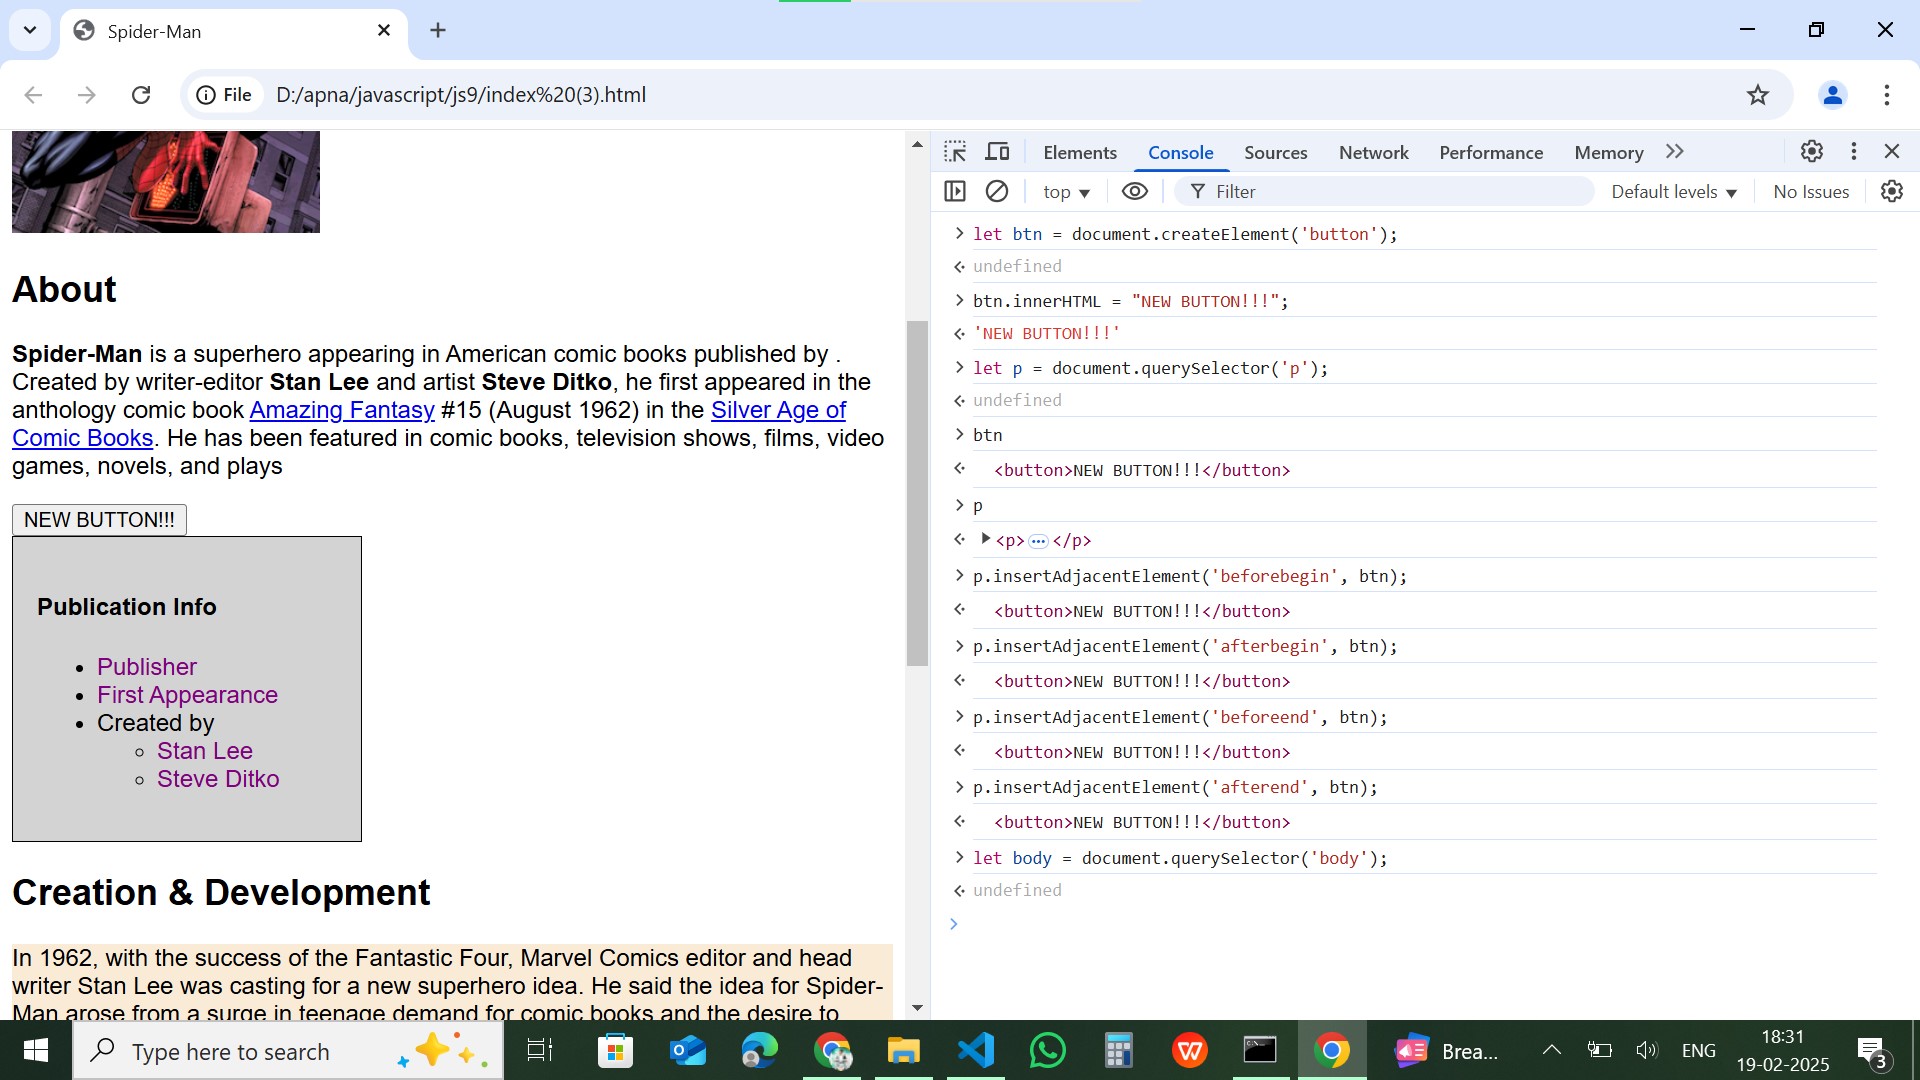 Spider-Man
File D:/apna/javascript/js9/index%20(3).html
About
Spider-Man is a superhero appearing in American comic books published by .
Created by writer-editor Stan Lee and artist Steve Ditko, he first appeared in the
anthology comic book Amazing Fantasy #15 (August 1962) in the Silver Age of
Comic Books. He has been featured in comic books, television shows, films, video
games, novels, and plays
NEW BUTTON!!!
Publication Info
Publisher
First Appearance
Created by
Stan Lee
Steve Ditko
Creation & Development
In 1962, with the success of the Fantastic Four, Marvel Comics editor and head
writer Stan Lee was casting for a new superhero idea. He said the idea for Spider-
Man arose from a surge in teenage demand for comic books and the desire to
Elements Console Sources Network Performance Memory
top Filter Default levels No Issues
let btn = document.createElement('button');
undefined
btn.innerHTML = "NEW BUTTON!!!";
'NEW BUTTON!!!'
let p = document.querySelector('p');
undefined
btn
<button>NEW BUTTON!!!</button>
p
<p>…</p>
p.insertAdjacentElement('beforebegin', btn);
<button>NEW BUTTON!!!</button>
p.insertAdjacentElement('afterbegin', btn);
<button>NEW BUTTON!!!</button>
p.insertAdjacentElement('beforeend', btn);
<button>NEW BUTTON!!!</button>
p.insertAdjacentElement('afterend', btn);
<button>NEW BUTTON!!!</button>
let body = document.querySelector('body');
undefined
Type here to search
Brea...
ENG
18:31
19-02-2025
3